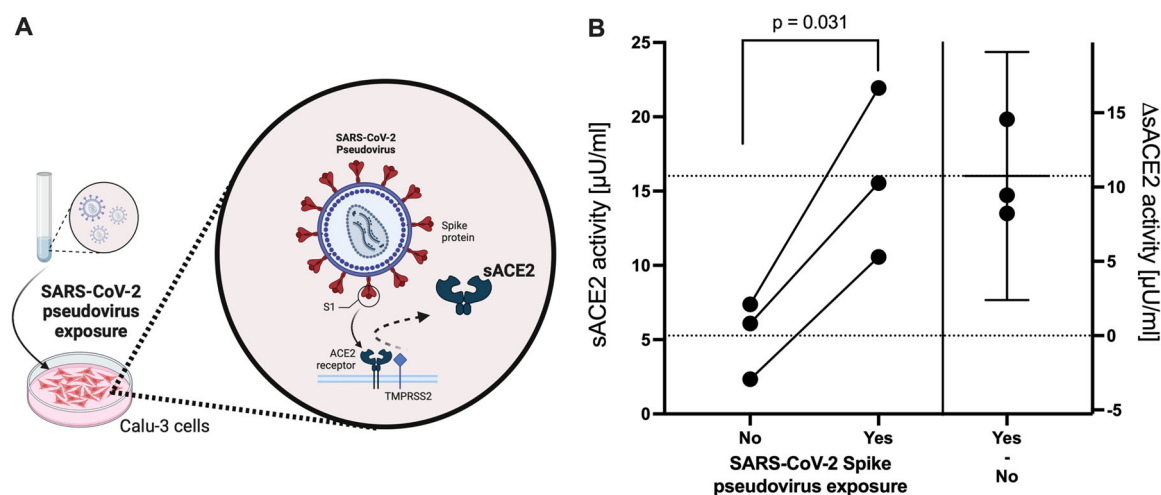 A
SARS-CoV-2
Pseudovirus
Spike
protein
sACE2
S1
SARS-CoV-2
pseudovirus
exposure
ACE2
receptor
TMPRSS2
Calu-3 cells
B
p = 0.031
25
20
15
10
5
0
sACE2 activity [µU/ml]
15
10
5
0
-5
ΔsACE2 activity [µU/ml]
No
Yes
SARS-CoV-2 Spike
pseudovirus exposure
Yes
-
No